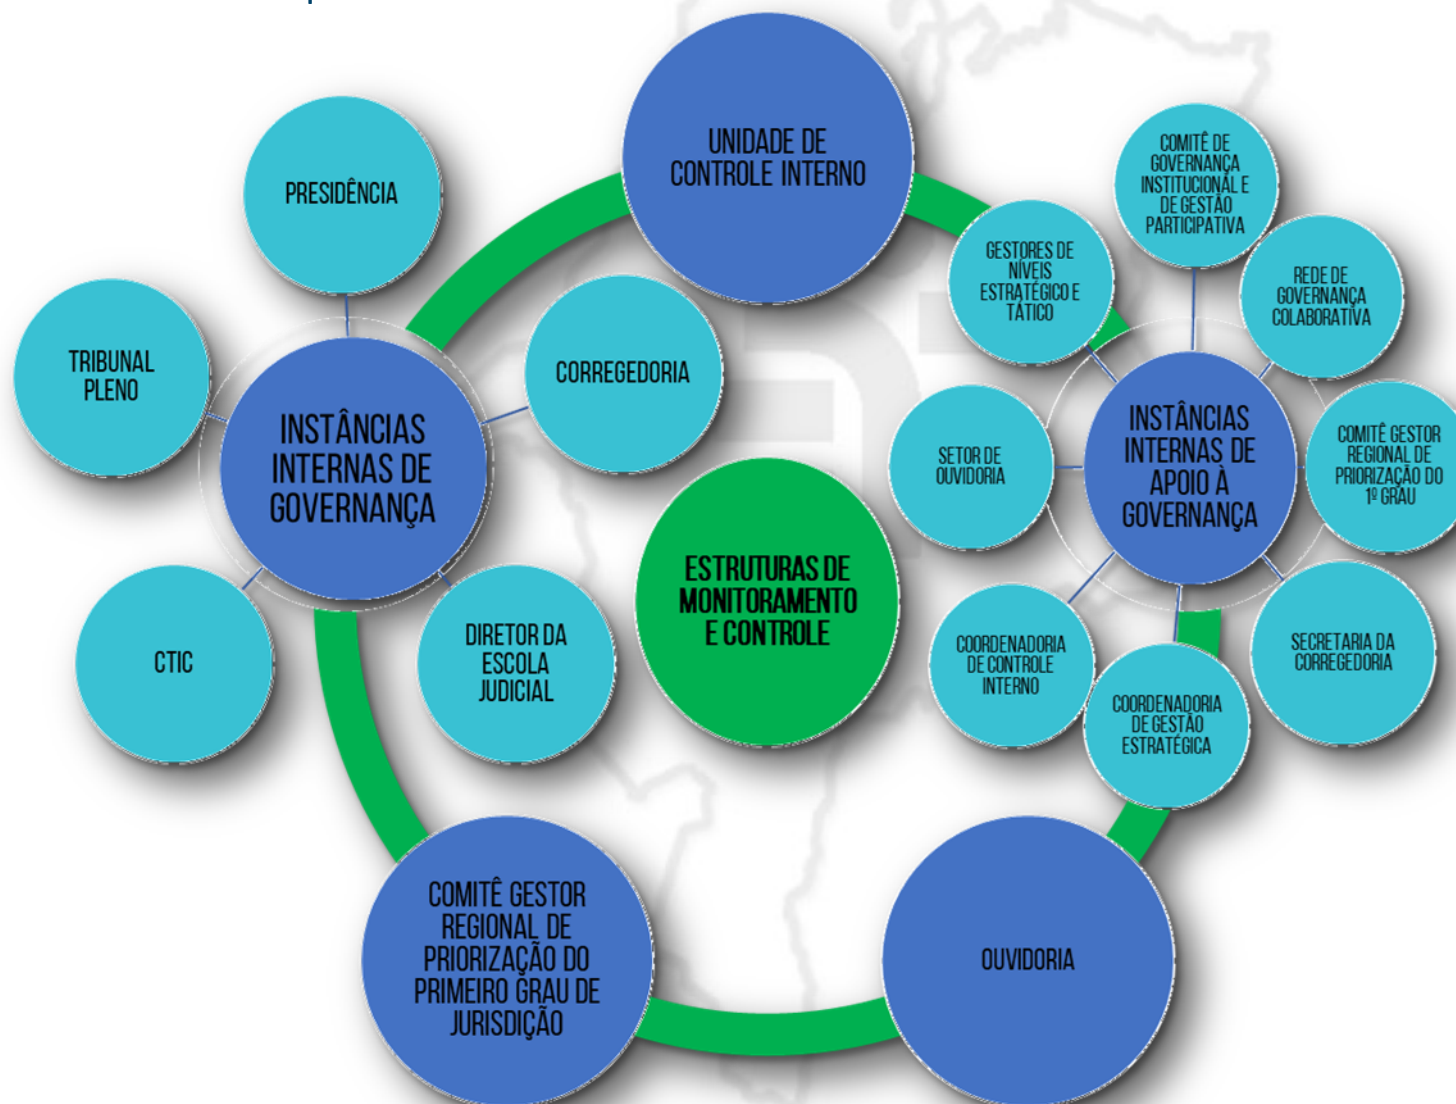 UNIDADE DE
CONTROLE INTERNO
PRESIDÊNCIA
TRIBUNAL
PLENO
CORREGEDORIA
INSTÂNCIAS
INTERNAS DE
GOVERNANÇA
CTIC
DIRETOR DA
ESCOLA
JUDICIAL
ESTRUTURAS DE
MONITORAMENTO
E CONTROLE
COMITÊ DE
GOVERNANÇA
INSTITUCIONAL E
DE GESTÃO
PARTICIPATIVA
GESTORES DE
NÍVEIS
ESTRATÉGICO E
TÁTICO
REDE DE
GOVERNANÇA
COLABORATIVA
INSTÂNCIAS
INTERNAS DE
APOIO À
GOVERNANÇA
SETOR DE
OUVIDORIA
COMITÊ GESTOR
REGIONAL DE
PRIORIZAÇÃO DO
1º GRAU
COORDENADORIA
DE CONTROLE
INTERNO
COORDENADORIA
DE GESTÃO
ESTRATÉGICA
SECRETARIA DA
CORREGEDORIA
COMITÊ GESTOR
REGIONAL DE
PRIORIZAÇÃO DO
PRIMEIRO GRAU DE
JURISDIÇÃO
OUVIDORIA